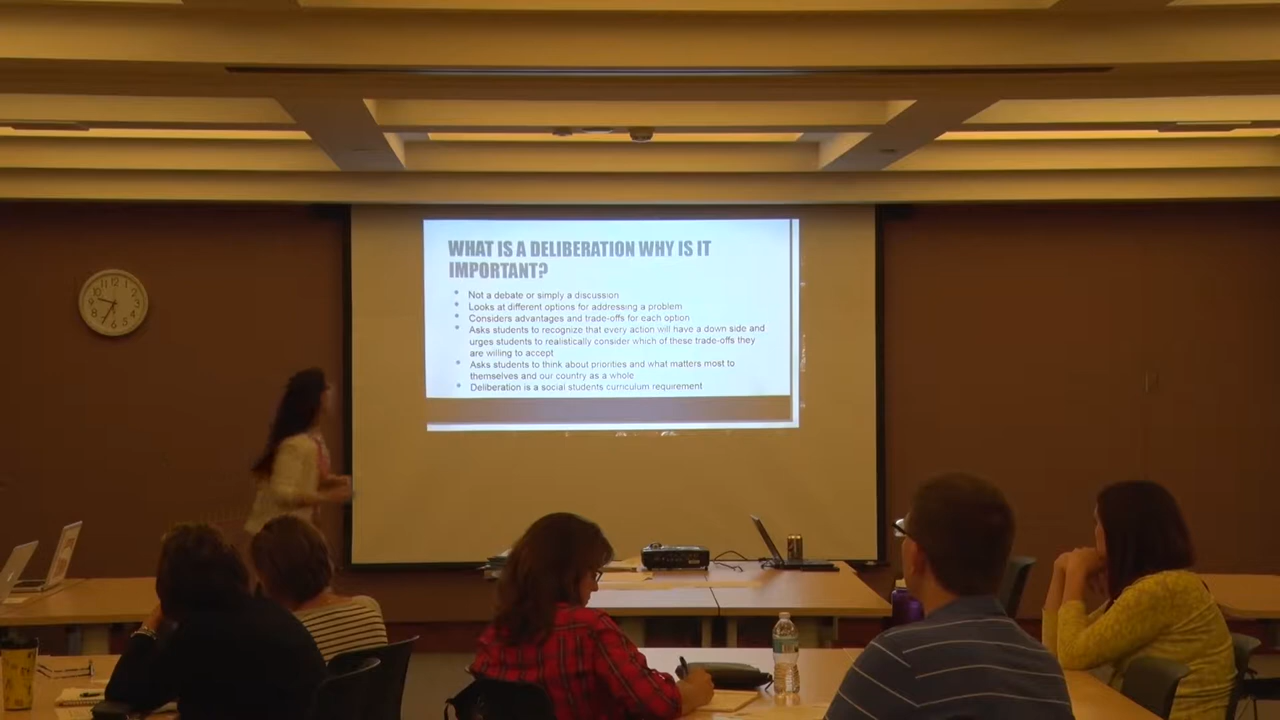 WHAT IS A DELIBERATION WHY IS IT
IMPORTANT?
• Not a debate or simply a discussion
• Looks at different options for addressing a problem
• Considers advantages and trade-offs for each option
• Asks students to recognize that every action will have a down side and
urges students to realistically consider which of these trade-offs they
are willing to accept
• Asks students to think about priorities and what matters most to
themselves and our country as a whole
• Deliberation is a social students curriculum requirement